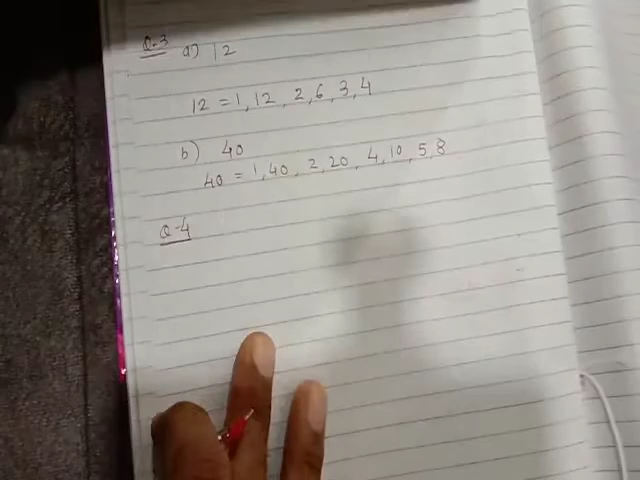 Q-3 a) 12
12 = 1, 12, 2, 6, 3, 4
b) 40
40 = 1, 40, 2, 20, 4, 10, 5, 8
Q-4